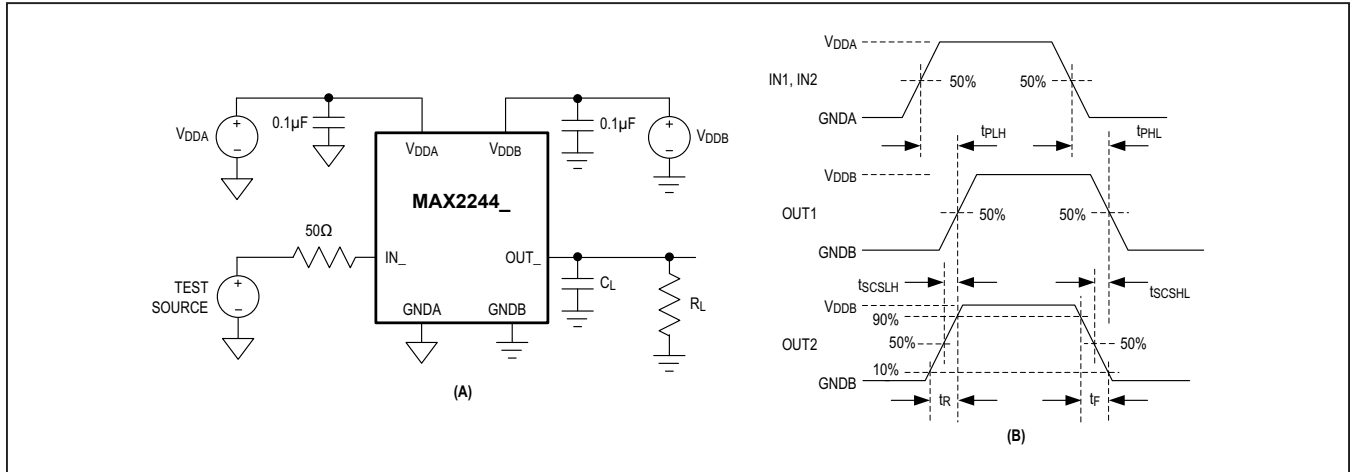 VDDA
0.1µF
0.1µF
VDDB
VDDA
VDDB
MAX2244_
50Ω
IN_
OUT_
TEST
SOURCE
CL
RL
GNDA
GNDB
(A)
VDDA
IN1, IN2
50%
50%
GNDA
tPLH
tPHL
VDDB
OUT1
50%
50%
GNDB
tSCSLH
tSCSHL
VDDB
90%
OUT2
50%
50%
10%
GNDB
tR
tF
(B)